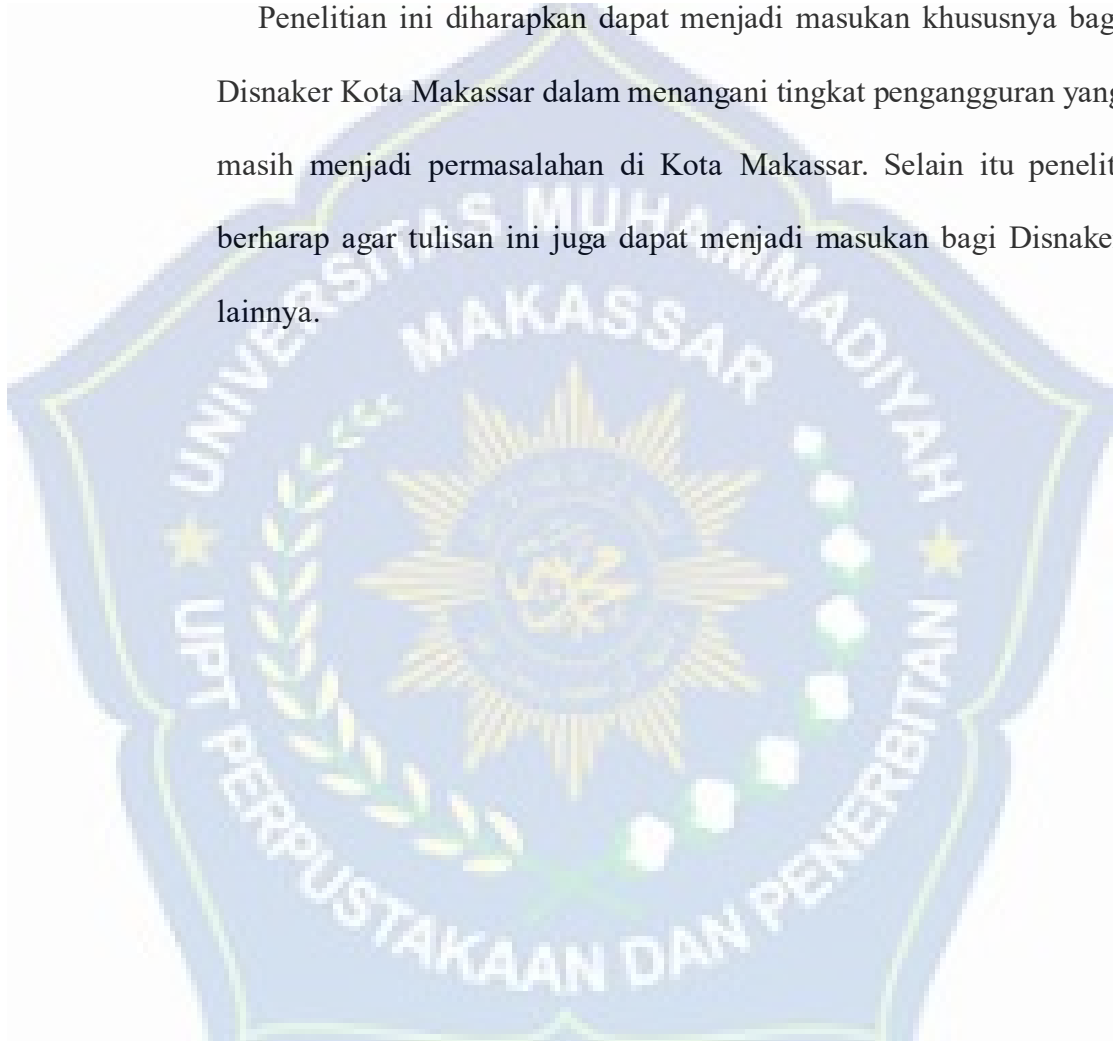 Penelitian ini diharapkan dapat menjadi masukan khususnya bag
Disnaker Kota Makassar dalam menangani tingkat pengangguran yang
masih menjadi permasalahan di Kota Makassar. Selain itu penelit
berharap agar tulisan ini juga dapat menjadi masukan bagi Disnake
lainnya.
UNIVERSITAS MUHAMMADIYAH
MAKASSAR
UPT PERPUSTAKAAN DAN PENERBITAN